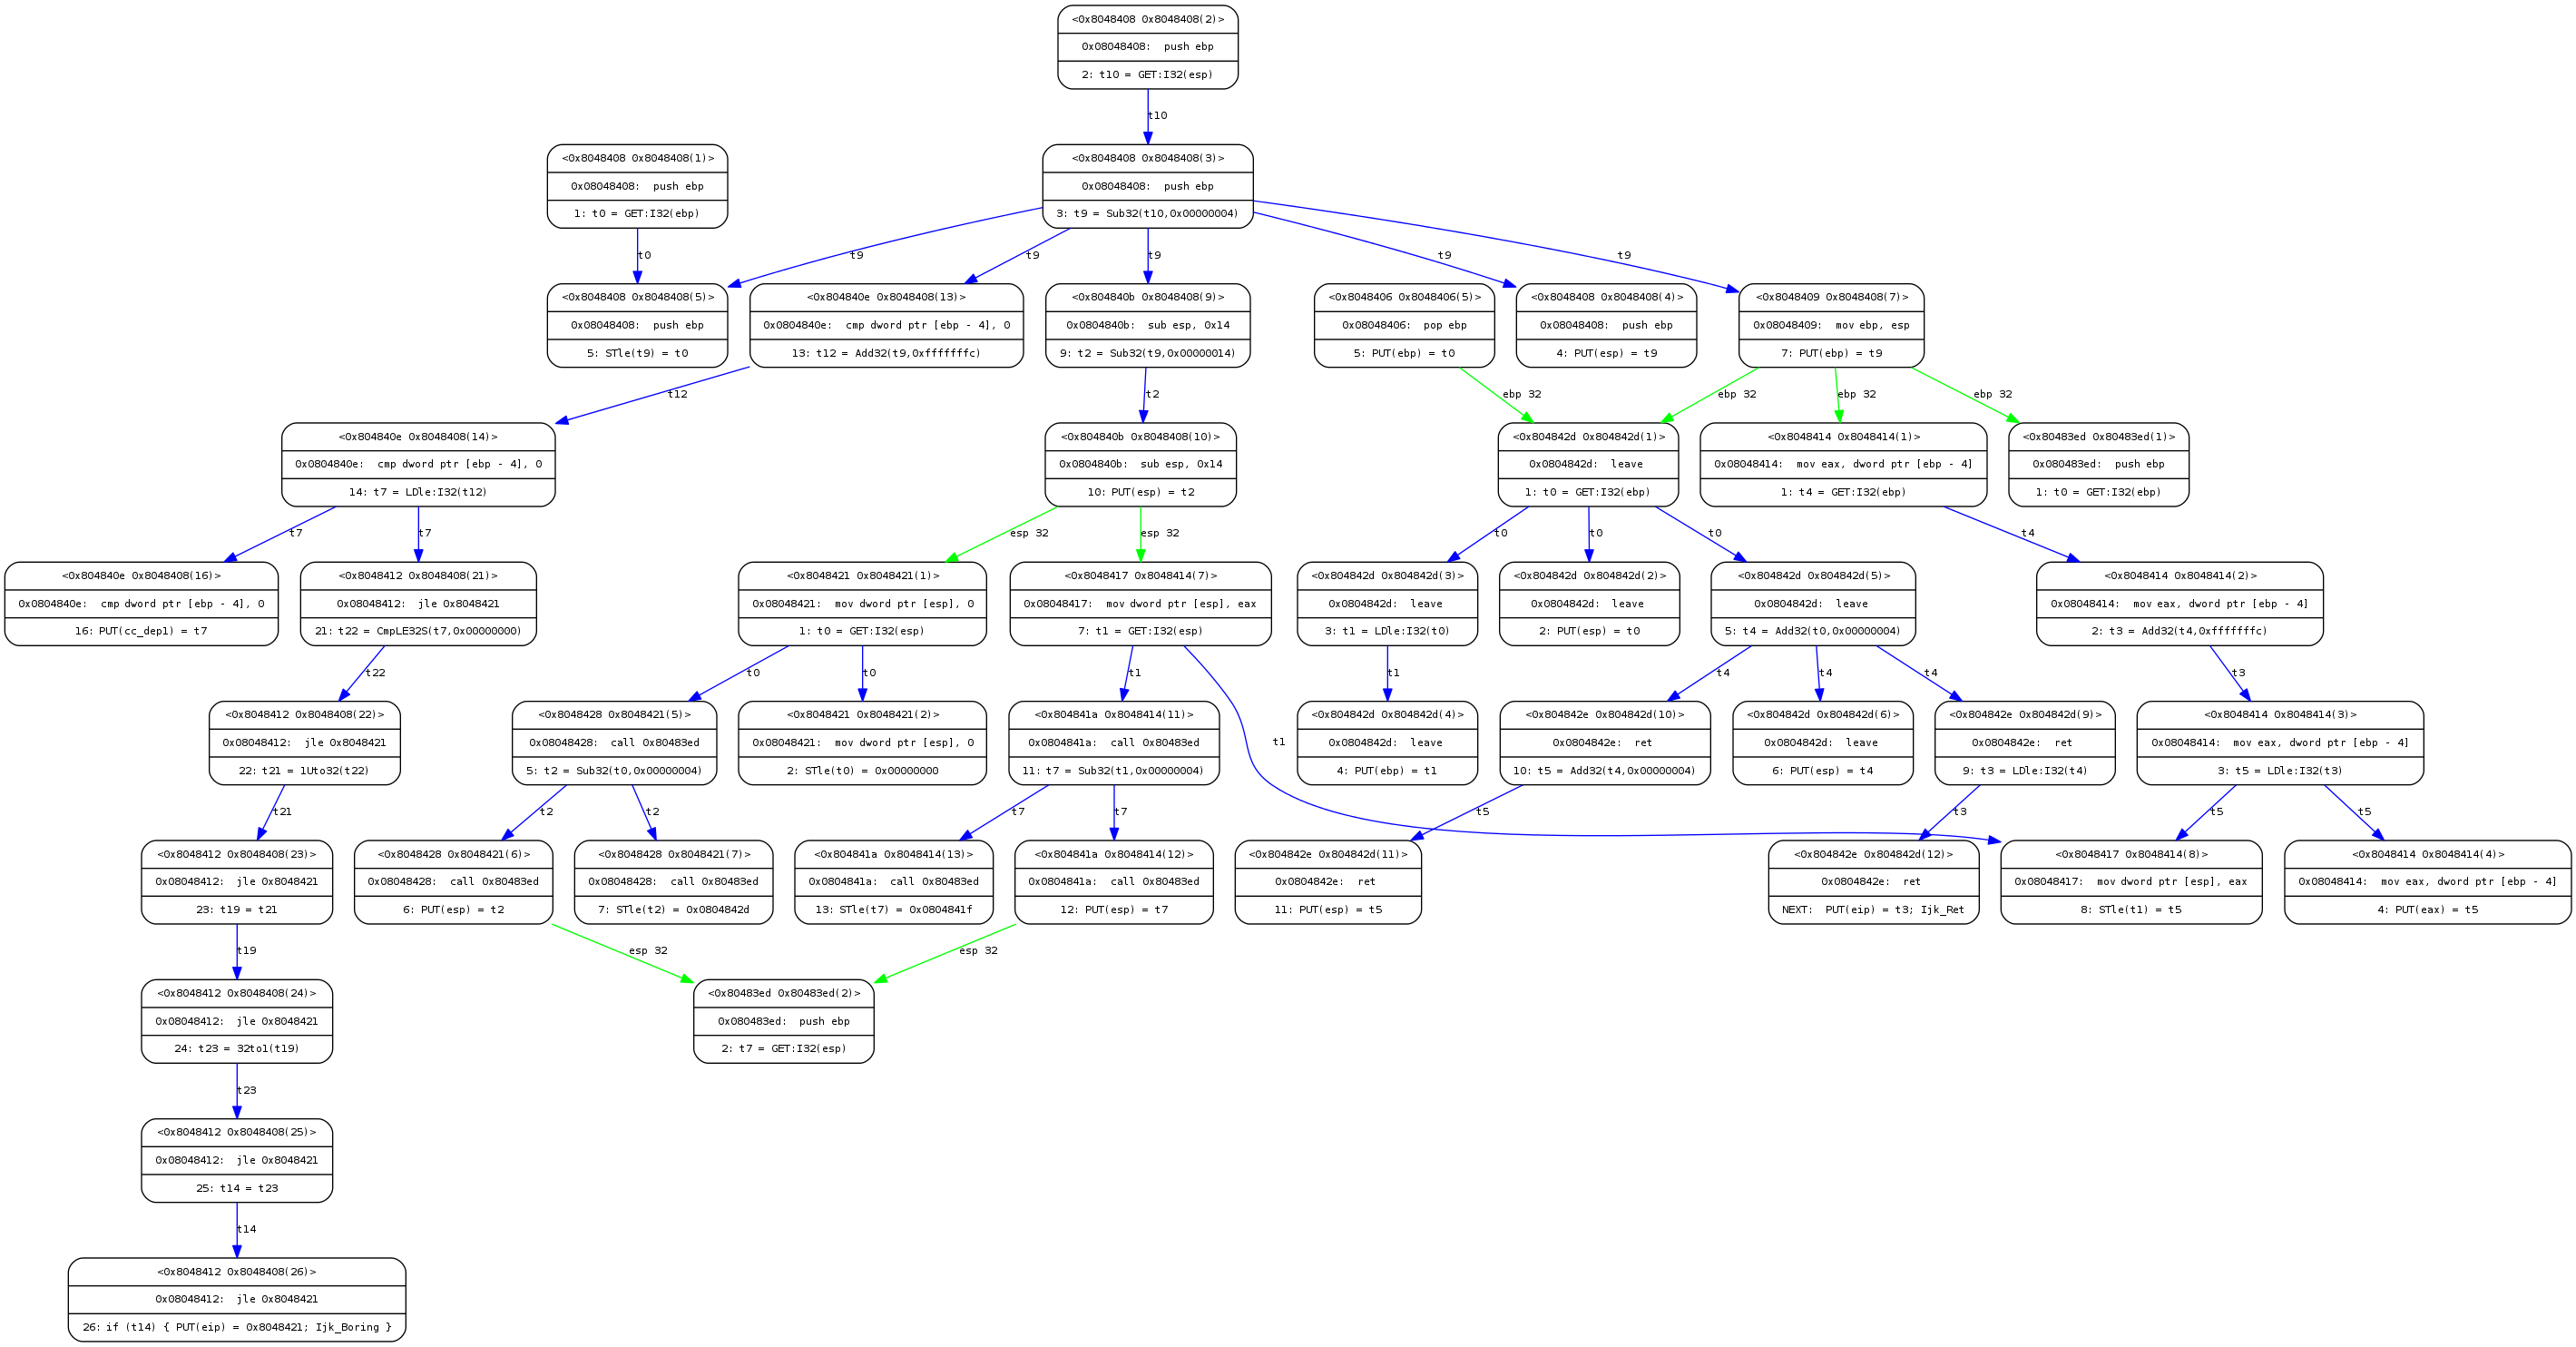 <0x8048408 0x8048408(2)>
0x08048408: push ebp
2: t10 = GET:I32(esp)
t10
<0x8048408 0x8048408(1)>
0x08048408: push ebp
1: t0 = GET:I32(ebp)
<0x8048408 0x8048408(3)>
0x08048408: push ebp
3: t9 = Sub32(t10,0x00000004)
t0
t9
t9
t9
t9
t9
<0x8048408 0x8048408(5)>
0x08048408: push ebp
5: STle(t9) = t0
<0x804840e 0x8048408(13)>
0x0804840e: cmp dword ptr [ebp - 4], 0
13: t12 = Add32(t9,0xfffffffc)
<0x804840b 0x8048408(9)>
0x0804840b: sub esp, 0x14
9: t2 = Sub32(t9,0x00000014)
<0x8048406 0x8048406(5)>
0x08048406: pop ebp
5: PUT(ebp) = t0
<0x8048408 0x8048408(4)>
0x08048408: push ebp
4: PUT(esp) = t9
<0x8048409 0x8048408(7)>
0x08048409: mov ebp, esp
7: PUT(ebp) = t9
t12
t2
ebp 32
ebp 32
ebp 32
ebp 32
<0x804840e 0x8048408(14)>
0x0804840e: cmp dword ptr [ebp - 4], 0
14: t7 = LDle:I32(t12)
<0x804840b 0x8048408(10)>
0x0804840b: sub esp, 0x14
10: PUT(esp) = t2
<0x804842d 0x804842d(1)>
0x0804842d: leave
1: t0 = GET:I32(ebp)
<0x8048414 0x8048414(1)>
0x08048414: mov eax, dword ptr [ebp - 4]
1: t4 = GET:I32(ebp)
<0x80483ed 0x80483ed(1)>
0x080483ed: push ebp
1: t0 = GET:I32(ebp)
t7
t7
esp 32
esp 32
t0
t0
t0
t4
<0x804840e 0x8048408(16)>
0x0804840e: cmp dword ptr [ebp - 4], 0
16: PUT(cc_dep1) = t7
<0x8048412 0x8048408(21)>
0x08048412: jle 0x8048421
21: t22 = CmpLE32S(t7,0x00000000)
<0x8048421 0x8048421(1)>
0x08048421: mov dword ptr [esp], 0
1: t0 = GET:I32(esp)
<0x8048417 0x8048414(7)>
0x08048417: mov dword ptr [esp], eax
7: t1 = GET:I32(esp)
<0x804842d 0x804842d(3)>
0x0804842d: leave
3: t1 = LDle:I32(t0)
<0x804842d 0x804842d(2)>
0x0804842d: leave
2: PUT(esp) = t0
<0x804842d 0x804842d(5)>
0x0804842d: leave
5: t4 = Add32(t0,0x00000004)
<0x8048414 0x8048414(2)>
0x08048414: mov eax, dword ptr [ebp - 4]
2: t3 = Add32(t4,0xfffffffc)
t22
t0
t0
t1
t1
t1
t4
t4
t4
t3
<0x8048412 0x8048408(22)>
0x08048412: jle 0x8048421
22: t21 = 1Uto32(t22)
<0x8048428 0x8048421(5)>
0x08048428: call 0x80483ed
5: t2 = Sub32(t0,0x00000004)
<0x8048421 0x8048421(2)>
0x08048421: mov dword ptr [esp], 0
2: STle(t0) = 0x00000000
<0x804841a 0x8048414(11)>
0x0804841a: call 0x80483ed
11: t7 = Sub32(t1,0x00000004)
<0x804842d 0x804842d(4)>
0x0804842d: leave
4: PUT(ebp) = t1
<0x804842e 0x804842d(10)>
0x0804842e: ret
10: t5 = Add32(t4,0x00000004)
<0x804842d 0x804842d(6)>
0x0804842d: leave
6: PUT(esp) = t4
<0x804842e 0x804842d(9)>
0x0804842e: ret
9: t3 = LDle:I32(t4)
<0x8048414 0x8048414(3)>
0x08048414: mov eax, dword ptr [ebp - 4]
3: t5 = LDle:I32(t3)
t21
t2
t2
t7
t7
t5
t3
t5
t5
<0x8048412 0x8048408(23)>
0x08048412: jle 0x8048421
23: t19 = t21
<0x8048428 0x8048421(6)>
0x08048428: call 0x80483ed
6: PUT(esp) = t2
<0x8048428 0x8048421(7)>
0x08048428: call 0x80483ed
7: STle(t2) = 0x0804842d
<0x804841a 0x8048414(13)>
0x0804841a: call 0x80483ed
13: STle(t7) = 0x0804841f
<0x804841a 0x8048414(12)>
0x0804841a: call 0x80483ed
12: PUT(esp) = t7
<0x804842e 0x804842d(11)>
0x0804842e: ret
11: PUT(esp) = t5
<0x804842e 0x804842d(12)>
0x0804842e: ret
NEXT: PUT(eip) = t3; Ijk_Ret
<0x8048417 0x8048414(8)>
0x08048417: mov dword ptr [esp], eax
8: STle(t1) = t5
<0x8048414 0x8048414(4)>
0x08048414: mov eax, dword ptr [ebp - 4]
4: PUT(eax) = t5
t19
esp 32
esp 32
<0x8048412 0x8048408(24)>
0x08048412: jle 0x8048421
24: t23 = 32to1(t19)
<0x80483ed 0x80483ed(2)>
0x080483ed: push ebp
2: t7 = GET:I32(esp)
t23
<0x8048412 0x8048408(25)>
0x08048412: jle 0x8048421
25: t14 = t23
t14
<0x8048412 0x8048408(26)>
0x08048412: jle 0x8048421
26: if (t14) { PUT(eip) = 0x8048421; Ijk_Boring }